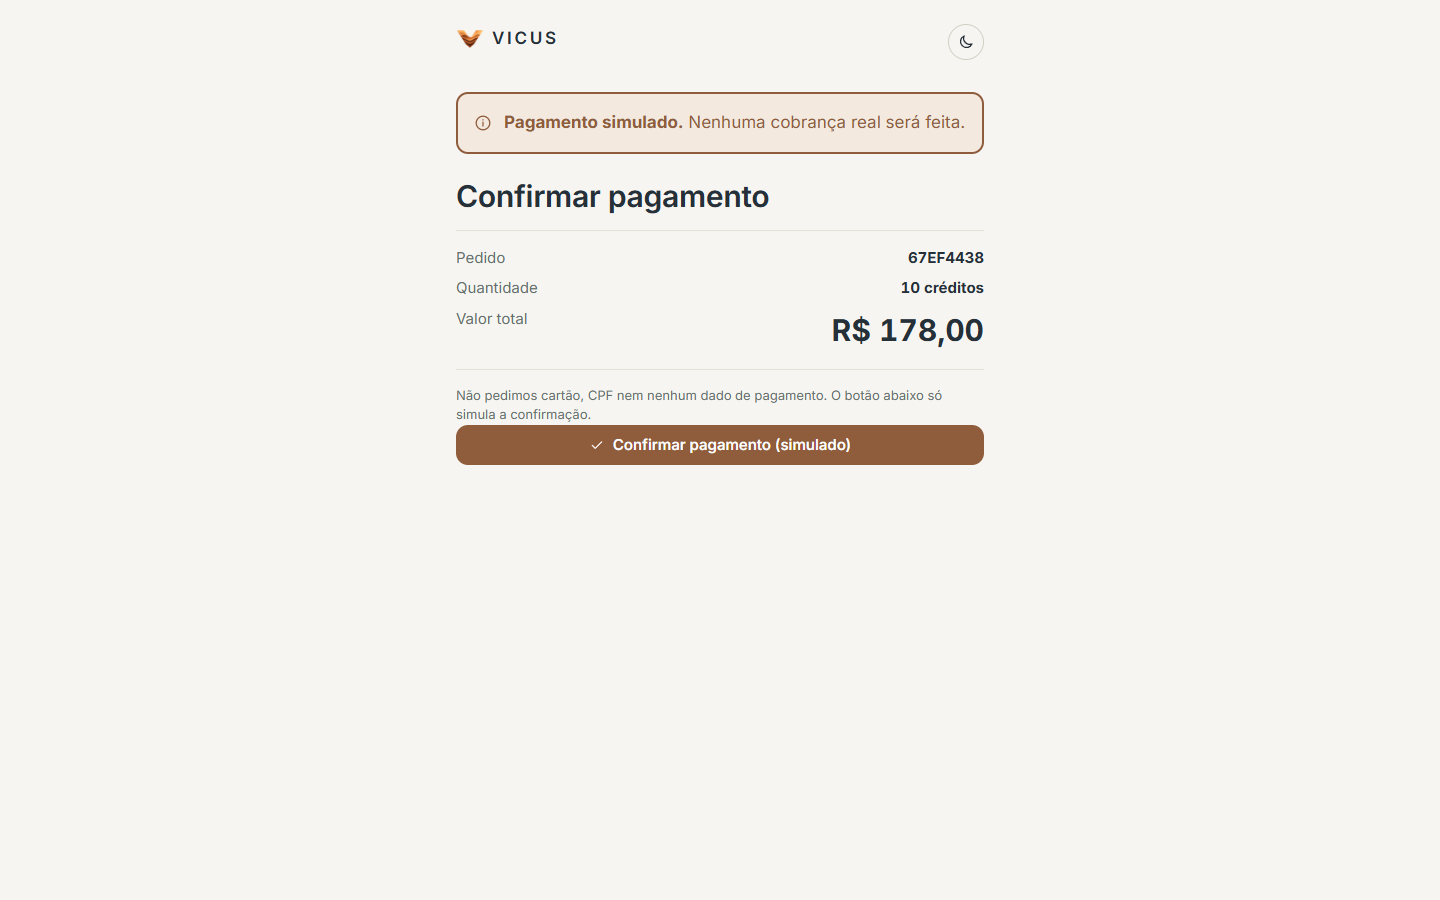 VICUS
Pagamento simulado. Nenhuma cobrança real será feita.
Confirmar pagamento
Pedido 67EF4438
Quantidade 10 créditos
Valor total R$ 178,00
Não pedimos cartão, CPF nem nenhum dado de pagamento. O botão abaixo só
simula a confirmação.
Confirmar pagamento (simulado)